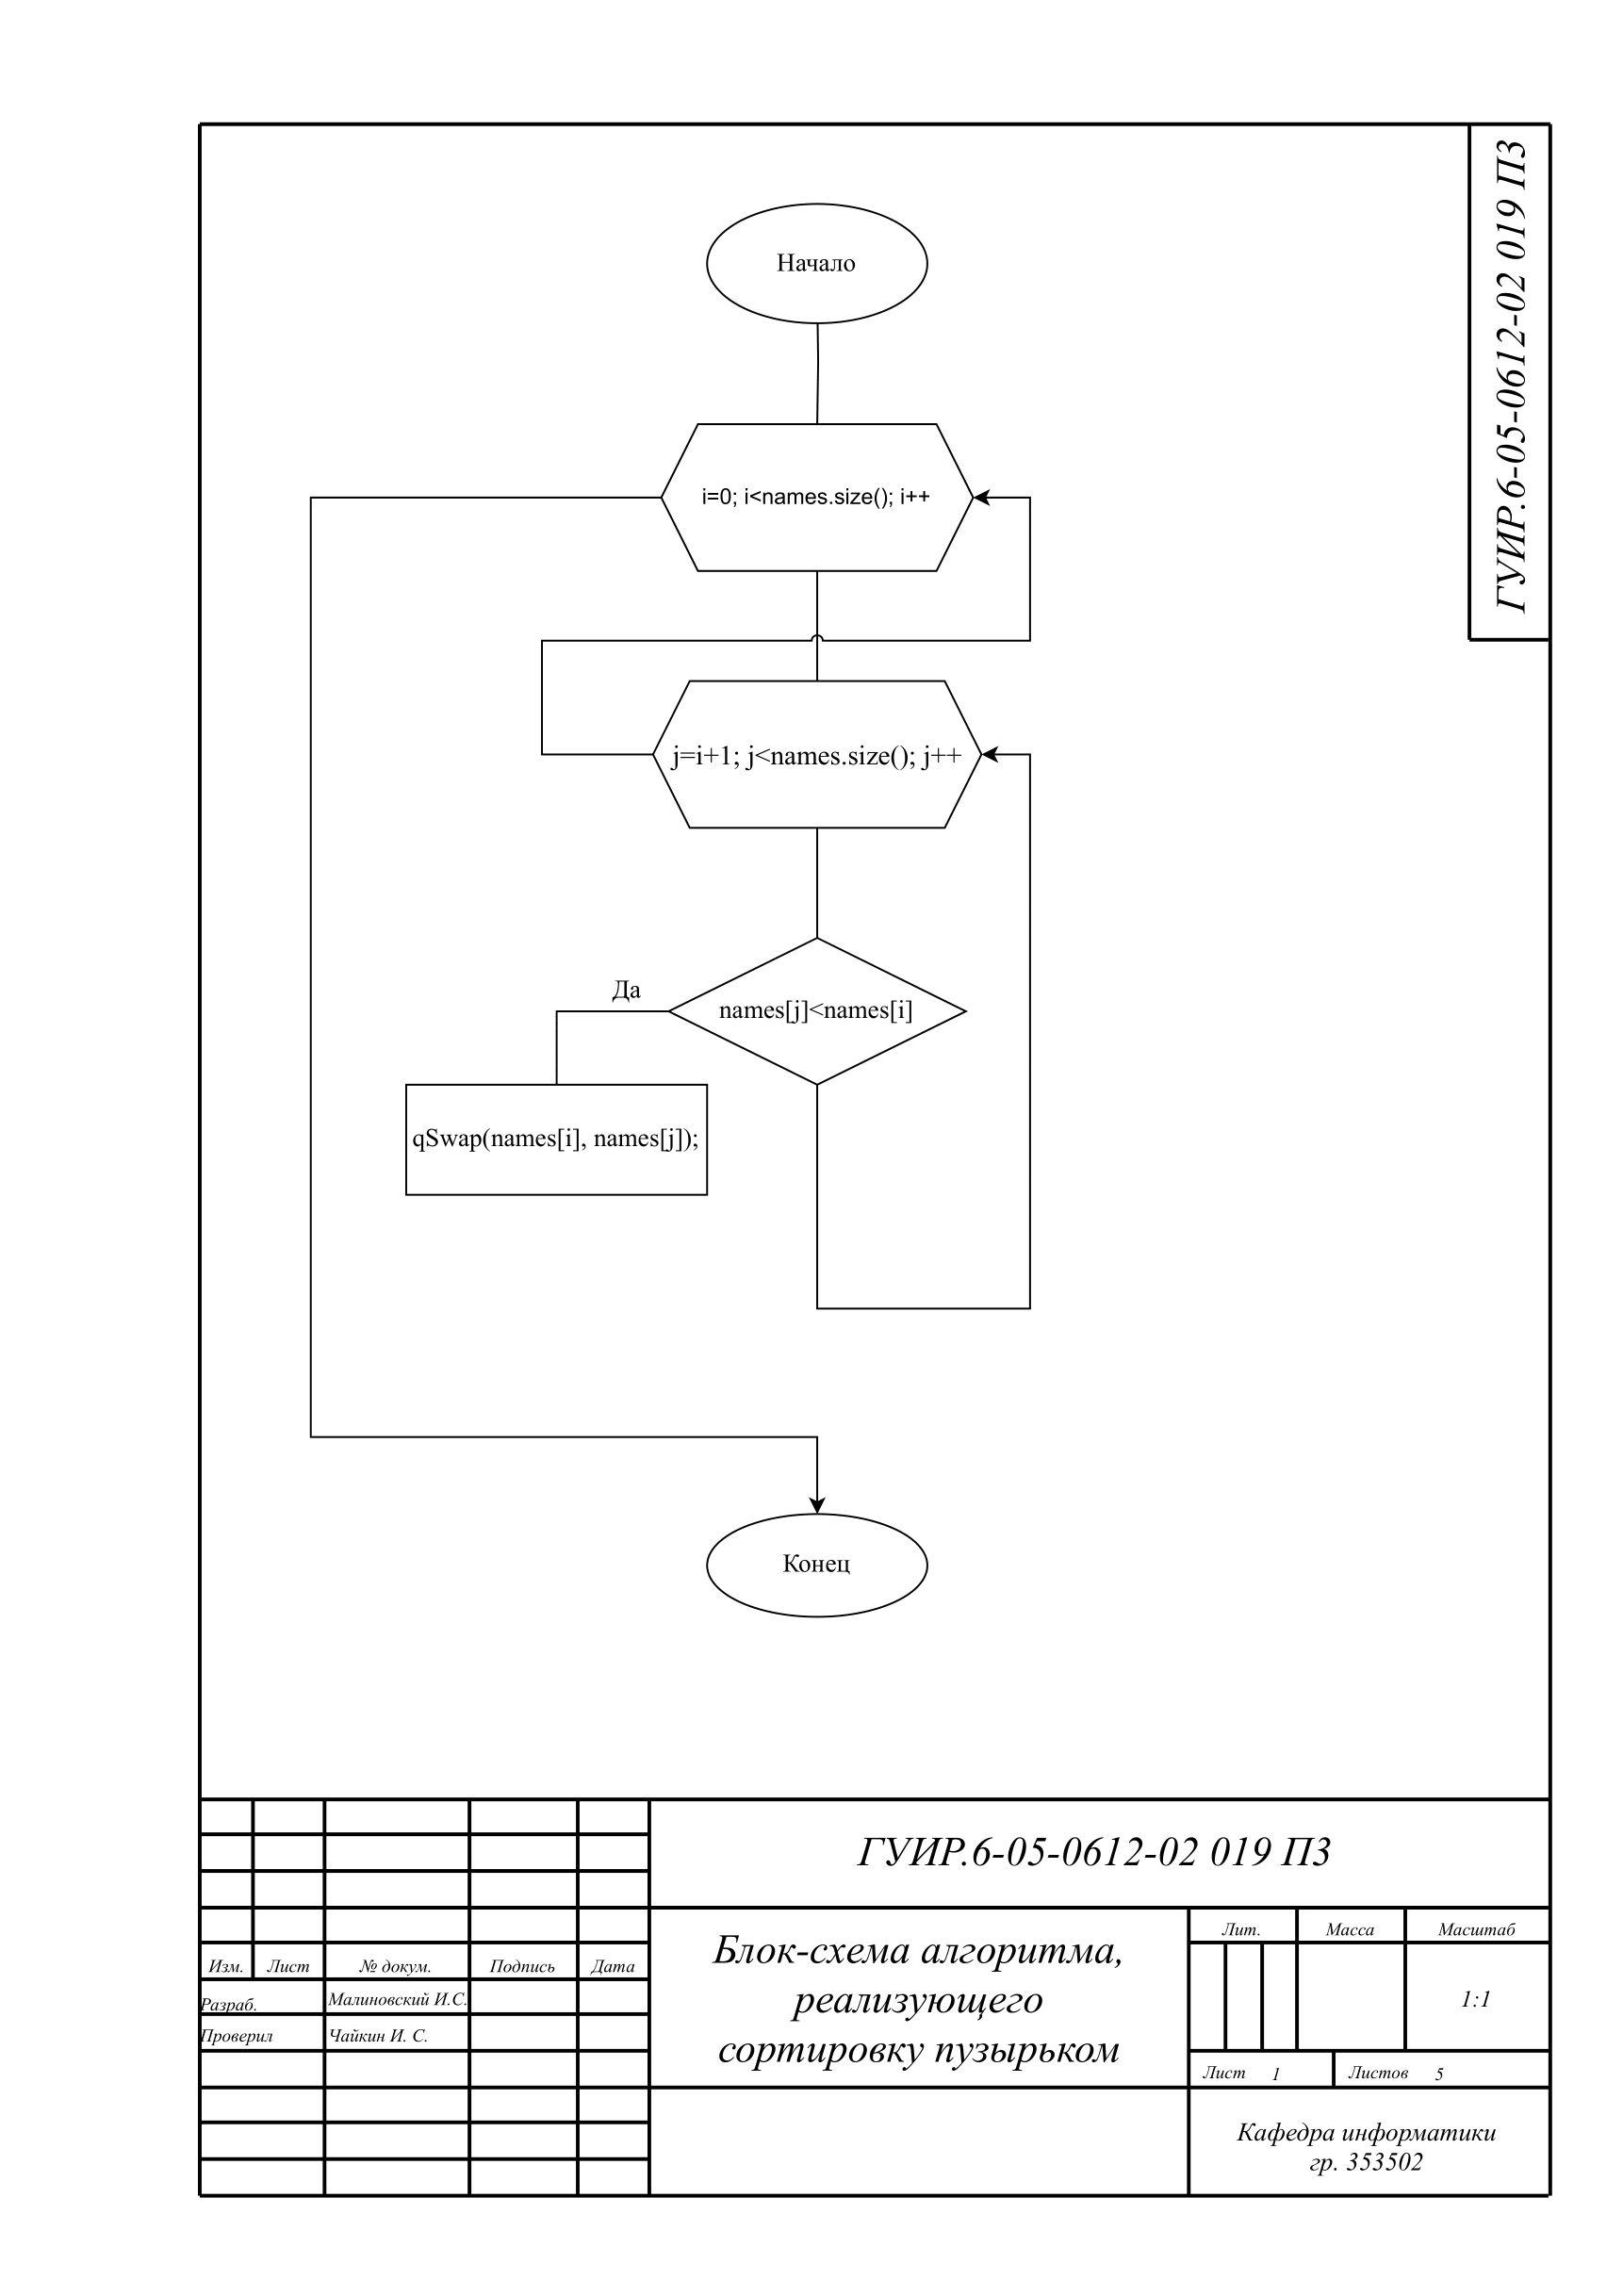 ГУИР.6-05-0612-02 019 ПЗ
Начало
i=0; i<names.size(); i++
j=i+1; j<names.size(); j++
Да
names[j]<names[i]
qSwap(names[i], names[j]);
Конец
ГУИР.6-05-0612-02 019 ПЗ
Блок-схема алгоритма,
реализующего
сортировку пузырьком
Лит.
Масса
Масштаб
1:1
Изм.
Лист
№ докум.
Подпись
Дата
Разраб.
Малиновский И.С.
Проверил
Чайкин И. С.
Лист 1
Листов 5
Кафедра информатики
гр. 353502